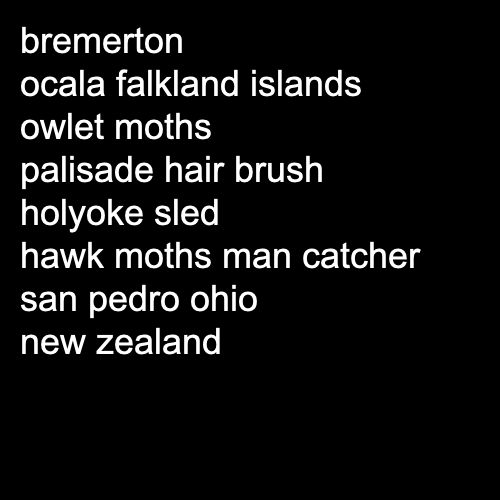 bremerton
ocala falkland islands
owlet moths
palisade hair brush
holyoke sled
hawk moths man catcher
san pedro ohio
new zealand